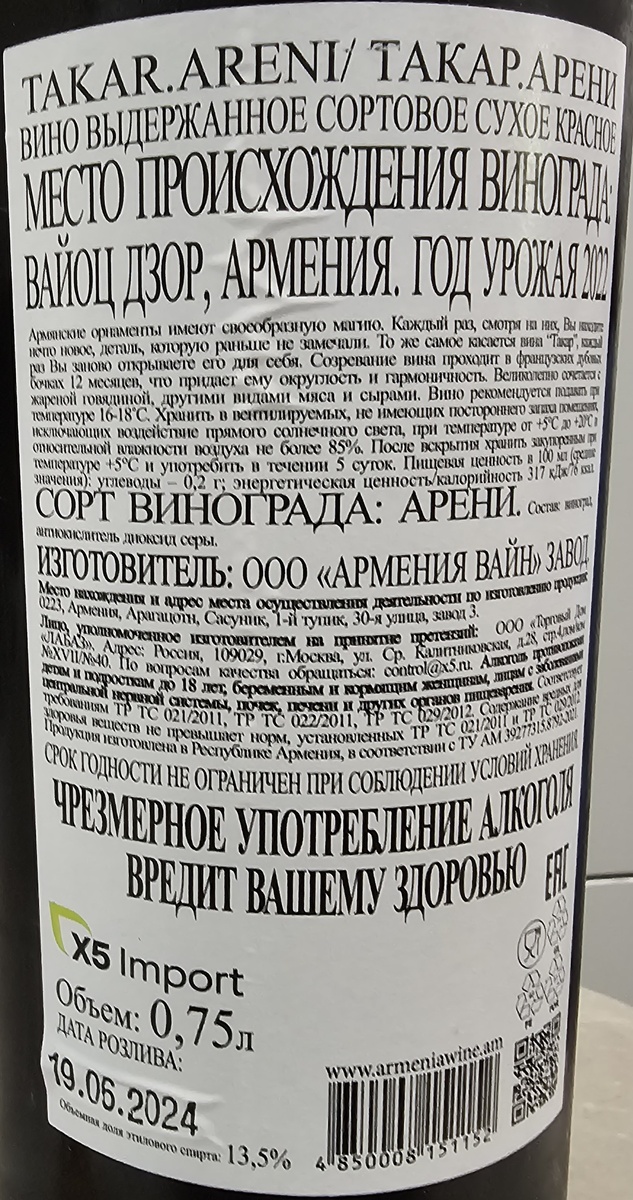 TAKAR.ARENI/ ТАКАР.АРЕНИ
ВИНО ВЫДЕРЖАННОЕ СОРТОВОЕ СУХОЕ КРАСНОЕ
МЕСТО ПРОИСХОЖДЕНИЯ ВИНОГРАДА:
ВАЙОЦ ДЗОР, АРМЕНИЯ. ГОД УРОЖАЯ 2022
Армянские орнаменты имеют своеобразную магию. Каждый раз, смотря на них, Вы находите
нечто новое, деталь, которую раньше не замечали. То же самое касается вина "Такар", каждый
раз Вы заново открываете его для себя. Созревание вина проходит в французских дубовых
бочках 12 месяцев, что придает ему округлость и гармоничность. Великолепно сочетается с
жареной говядиной, другими видами мяса и сырами. Вино рекомендуется подавать при
температуре 16-18°C. Хранить в вентилируемых, не имеющих постороннего запаха помещениях,
исключающих воздействие прямого солнечного света, при температуре от +5°C до +20°C и
относительной влажности воздуха не более 85%. После вскрытия хранить закупоренным при
температуре +5°C и употребить в течении 5 суток. Пищевая ценность в 100 мл (средние
значения): углеводы – 0,2 г; энергетическая ценность/калорийность 317 кДж/76 ккал.
СОРТ ВИНОГРАДА: АРЕНИ. Состав: виноград,
антиокислитель диоксид серы.
ИЗГОТОВИТЕЛЬ: ООО «АРМЕНИЯ ВАЙН» ЗАВОД
Место нахождения и адрес места осуществления деятельности по изготовлению продукции:
0223, Армения, Арагацотн, Сасуник, 1-й тупик, 30-я улица, завод 3.
Лицо, уполномоченное изготовителем на принятие претензий: ООО «Торговый Дом
«ЛАБАЗ». Адрес: Россия, 109029, г.Москва, ул. Ср. Калитниковская, д.28, стр.4,пом/ком
№XVII/№40. По вопросам качества обращаться: control@x5.ru. Алкоголь противопоказан
детям и подросткам до 18 лет, беременным и кормящим женщинам, лицам с заболеваниями
центральной нервной системы, почек, печени и других органов пищеварения. Соответствует
требованиям ТР ТС 021/2011, ТР ТС 022/2011, ТР ТС 029/2012. Содержание вредных для
здоровья веществ не превышает норм, установленных ТР ТС 021/2011 и ТР ТС 029/2012.
Продукция изготовлена в Республике Армения, в соответствии с ТУ АМ
СРОК ГОДНОСТИ НЕ ОГРАНИЧЕН ПРИ СОБЛЮДЕНИИ УСЛОВИЙ ХРАНЕНИЯ
ЧРЕЗМЕРНОЕ УПОТРЕБЛЕНИЕ АЛКОГОЛЯ
ВРЕДИТ ВАШЕМУ ЗДОРОВЬЮ
EAC
X5 Import
Объем: 0,75л
ДАТА РОЗЛИВА:
19.06.2024
Объемная доля этилового спирта: 13,5%
www.armeniawine.am
4 850008 151152